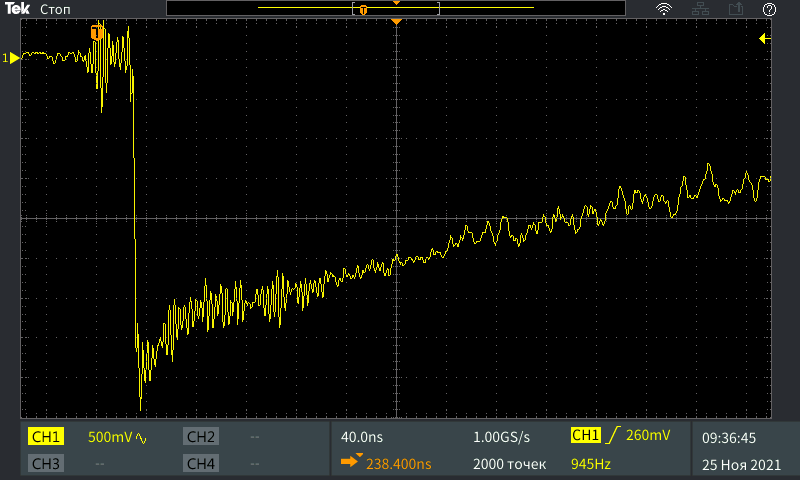 Tek Стоп
T
T
1
CH1 500mV CH2 -- 40.0ns 1.00GS/s CH1 260mV 09:36:45
CH3 -- CH4 -- 238.400ns 2000 точек 945Hz 25 Ноя 2021